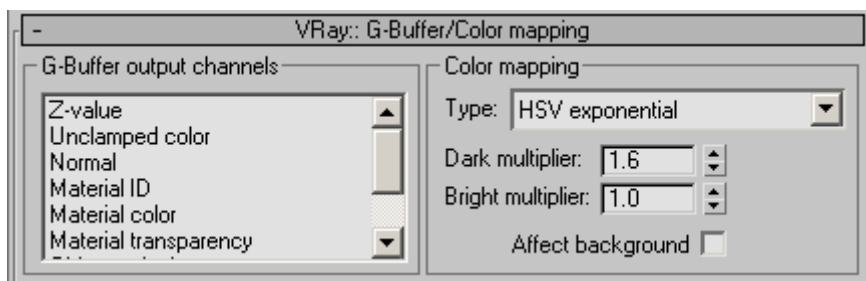 - VRay:: G-Buffer/Color mapping
G-Buffer output channels
Z-value
Unclamped color
Normal
Material ID
Material color
Material transparency
Color mapping
Type: HSV exponential
Dark multiplier: 1.6
Bright multiplier: 1.0
Affect background